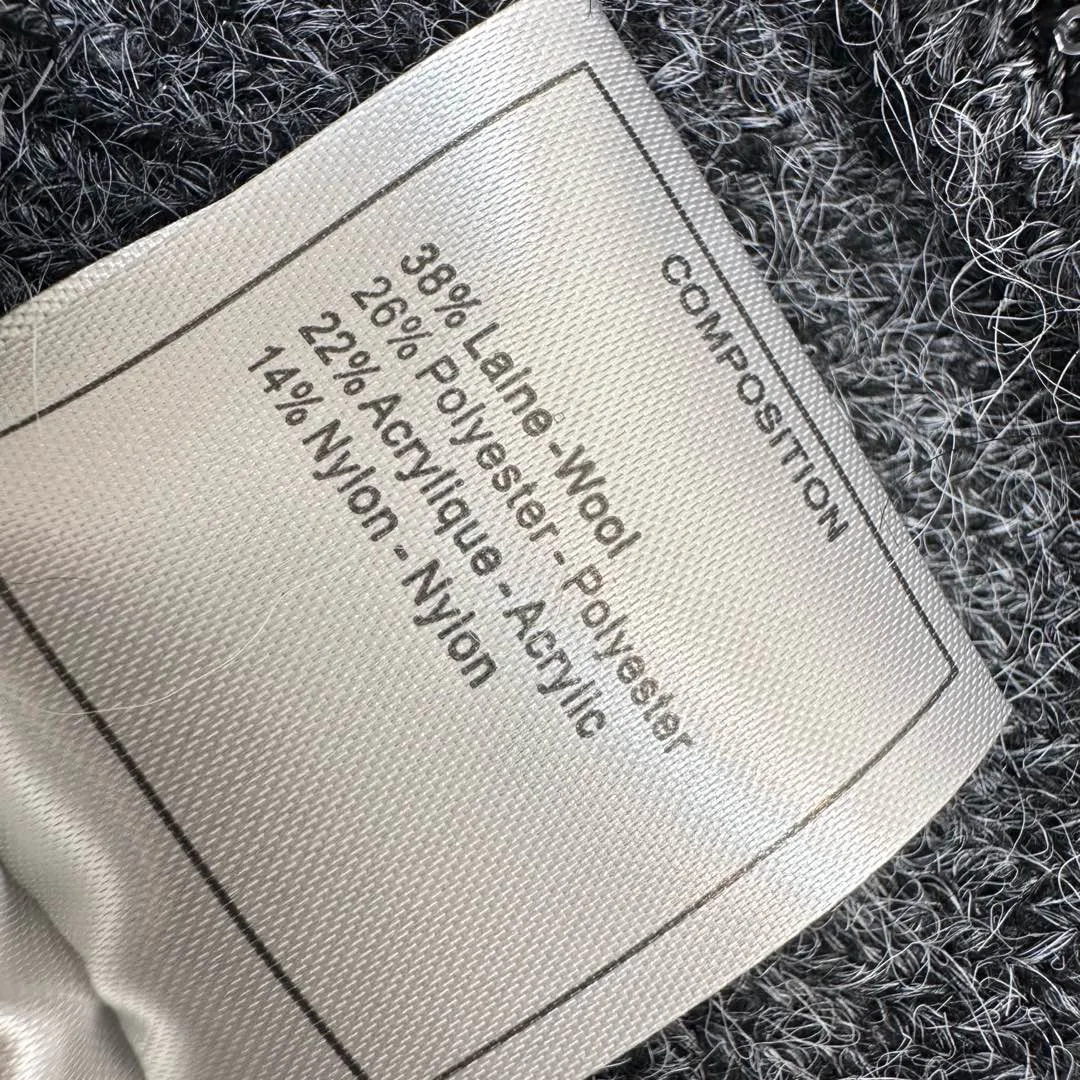 COMPOSITION
38% Laine -Wool
26% Polyester - Polyester
22% Acrylique - Acrylic
14% Nylon - Nylon